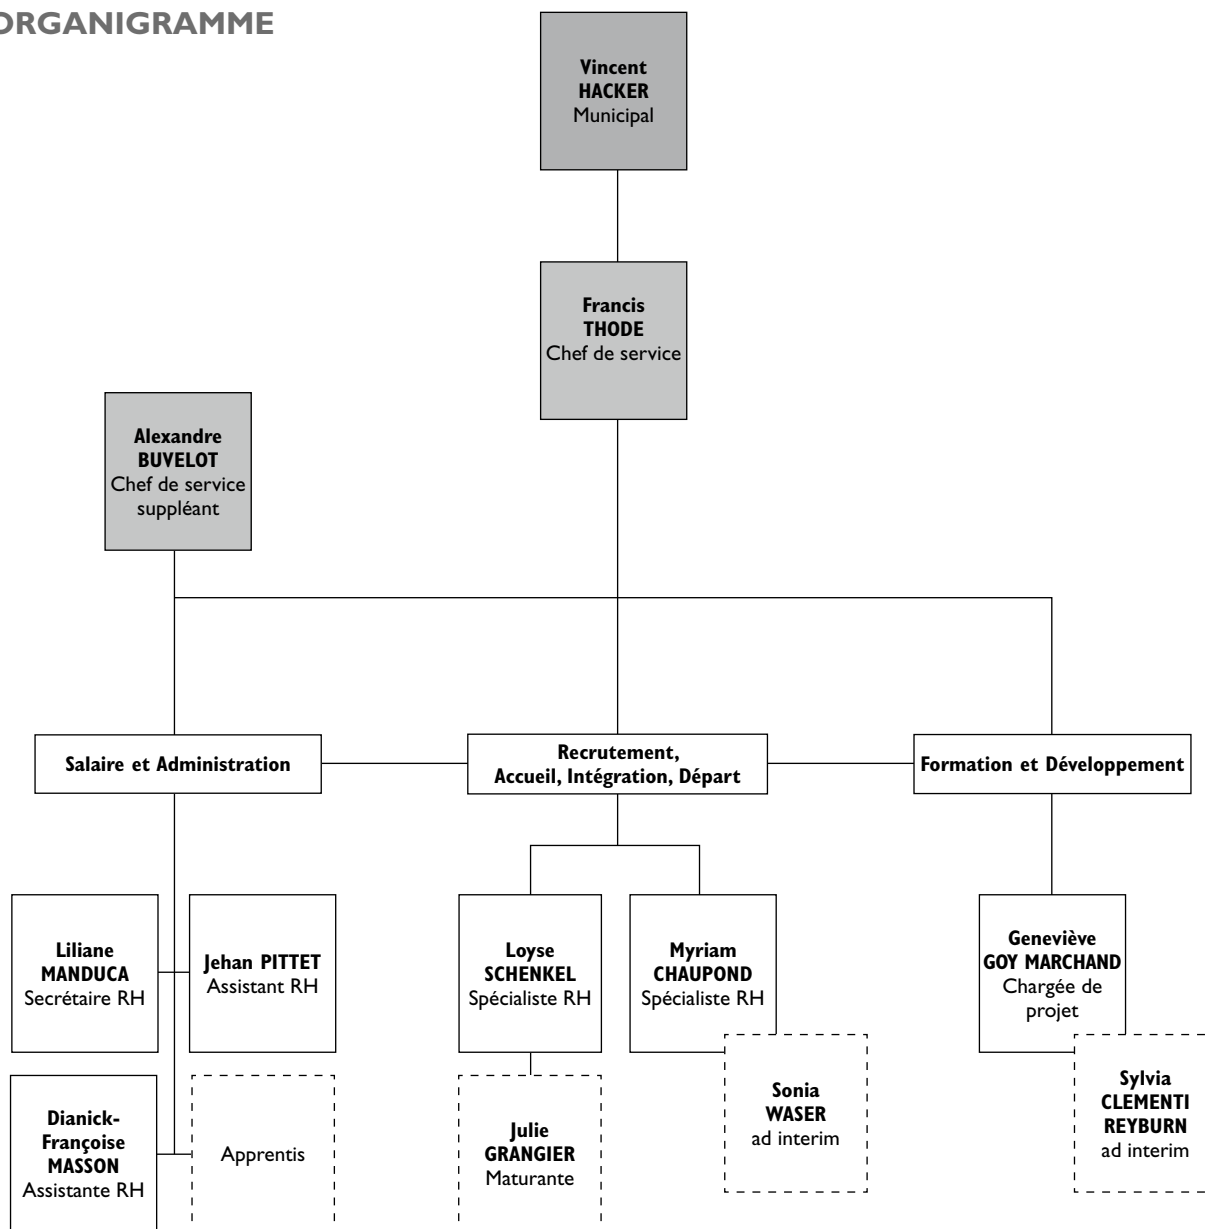 ORGANIGRAMME
Vincent
HACKER
Municipal
Francis
THODE
Chef de service
Alexandre
BUVELOT
Chef de service
suppléant
Salaire et Administration
Recrutement,
Accueil, Intégration, Départ
Formation et Développement
Liliane
MANDUCA
Secrétaire RH
Jehan PITTET
Assistant RH
Loyse
SCHENKEL
Spécialiste RH
Myriam
CHAUPOND
Spécialiste RH
Geneviève
GOY MARCHAND
Chargée de
projet
Dianick-
Françoise
MASSON
Assistante RH
Apprentis
Julie
GRANGIER
Maturante
Sonia
WASER
ad interim
Sylvia
CLEMENTI
REYBURN
ad interim